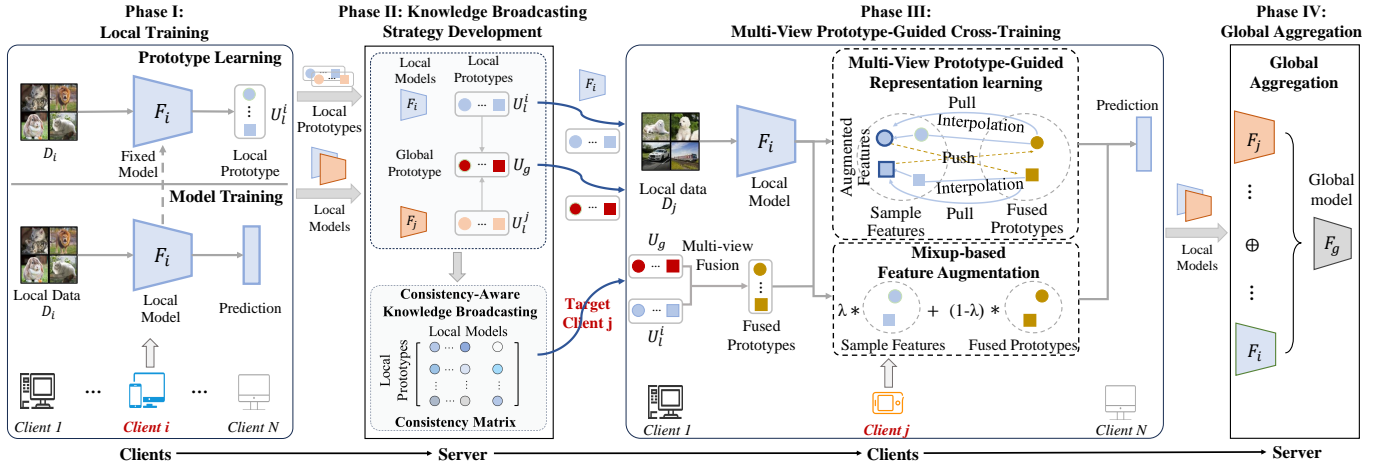 Phase I:
Local Training
Prototype Learning
F_i
U_l^i
D_i
Fixed
Model
Local
Prototype
Model Training
F_i
Local Data
D_i
Local
Model
Prediction
Client 1
...
Client i
...
Client N
Local
Prototypes
Local
Models
Phase II: Knowledge Broadcasting
Strategy Development
Local
Models
Local
Prototypes
F_i
... U_l^i
Global
Prototype
... U_g
F_j
... U_l^j
Consistency-Aware
Knowledge Broadcasting
Local Models
Local
Prototypes
Consistency Matrix
F_i
...
...
Target
Client j
Phase III:
Multi-View Prototype-Guided Cross-Training
Local data
D_j
F_i
Local
Model
Multi-View Prototype-Guided
Representation learning
Augmented
Features
Pull
Interpolation
Push
Interpolation
Pull
Sample
Features
Fused
Prototypes
Prediction
U_g
...
...
U_l^i
Multi-view
Fusion
...
Fused
Prototypes
Mixup-based
Feature Augmentation
λ * + (1-λ) *
Sample Features
Fused Prototypes
Client 1
Client j
Client N
Local
Models
Phase IV:
Global Aggregation
Global
Aggregation
F_j
...
⊕
...
F_i
Global
model
F_g
Clients
Server
Clients
Server